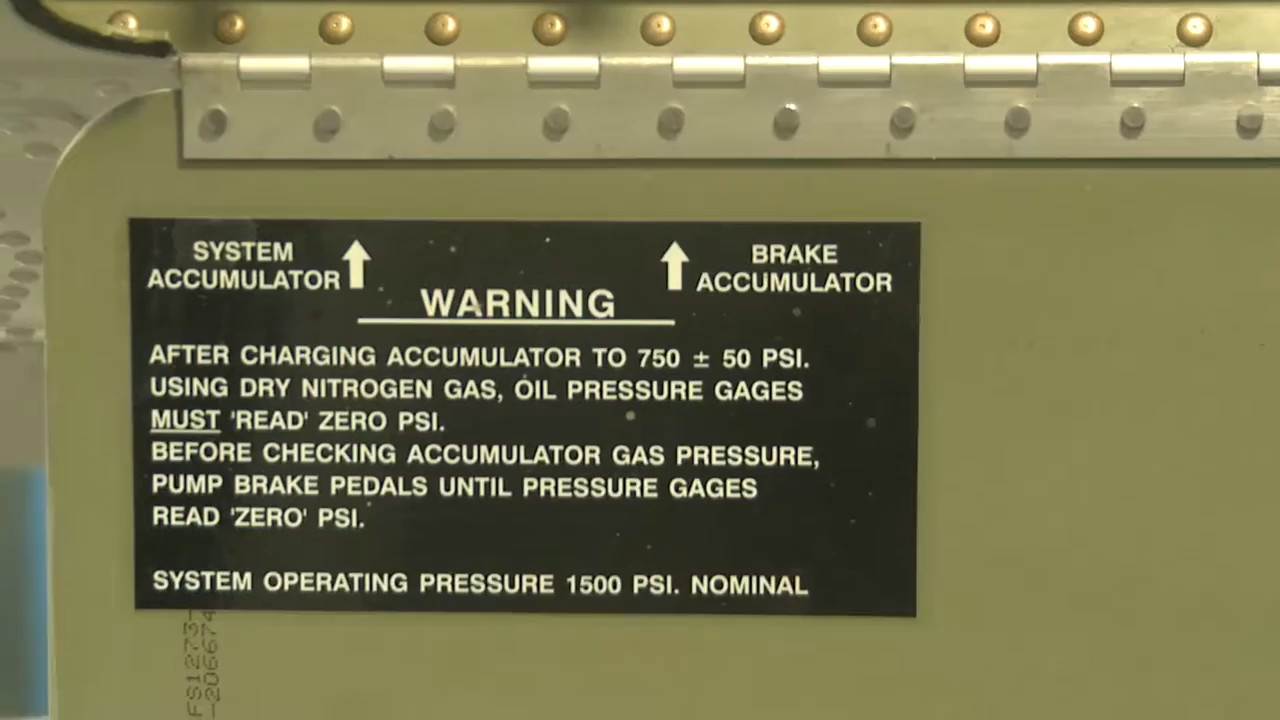 SYSTEM
ACCUMULATOR
BRAKE
ACCUMULATOR
WARNING
AFTER CHARGING ACCUMULATOR TO 750 ± 50 PSI.
USING DRY NITROGEN GAS, OIL PRESSURE GAGES
MUST 'READ' ZERO PSI.
BEFORE CHECKING ACCUMULATOR GAS PRESSURE,
PUMP BRAKE PEDALS UNTIL PRESSURE GAGES
READ 'ZERO' PSI.
SYSTEM OPERATING PRESSURE 1500 PSI. NOMINAL
FS1273-
-206674